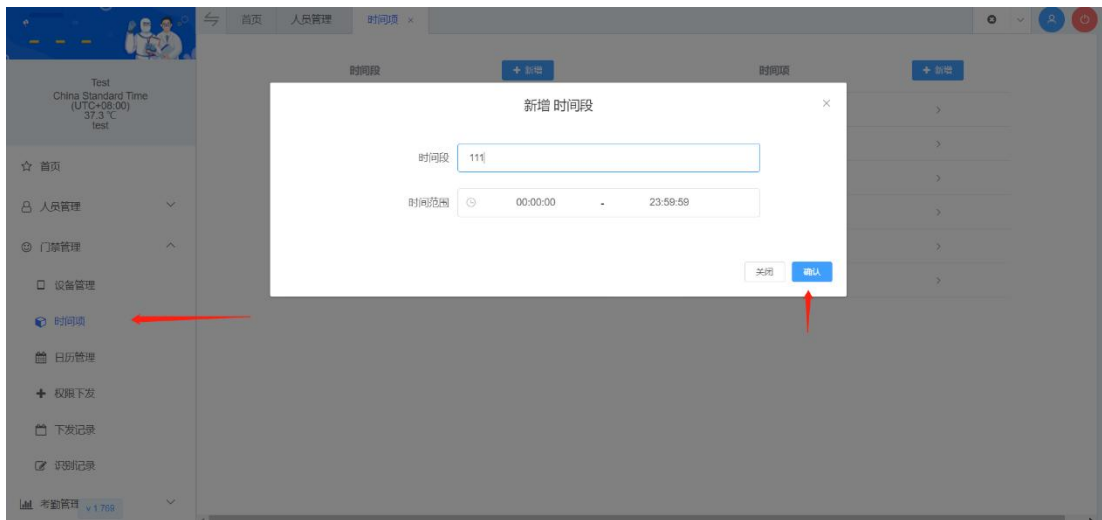 首页
人员管理
时间项 ×
Test
China Standard Time
(UTC+08:00)
37.3 ℃
test
首页
人员管理
门禁管理
设备管理
时间项
日历管理
权限下发
下发记录
识别记录
考勤管理
v 1.769
时间段
+ 新增
时间项
+ 新增
新增 时间段
×
时间段
111
时间范围
00:00:00 - 23:59:59
关闭
确认